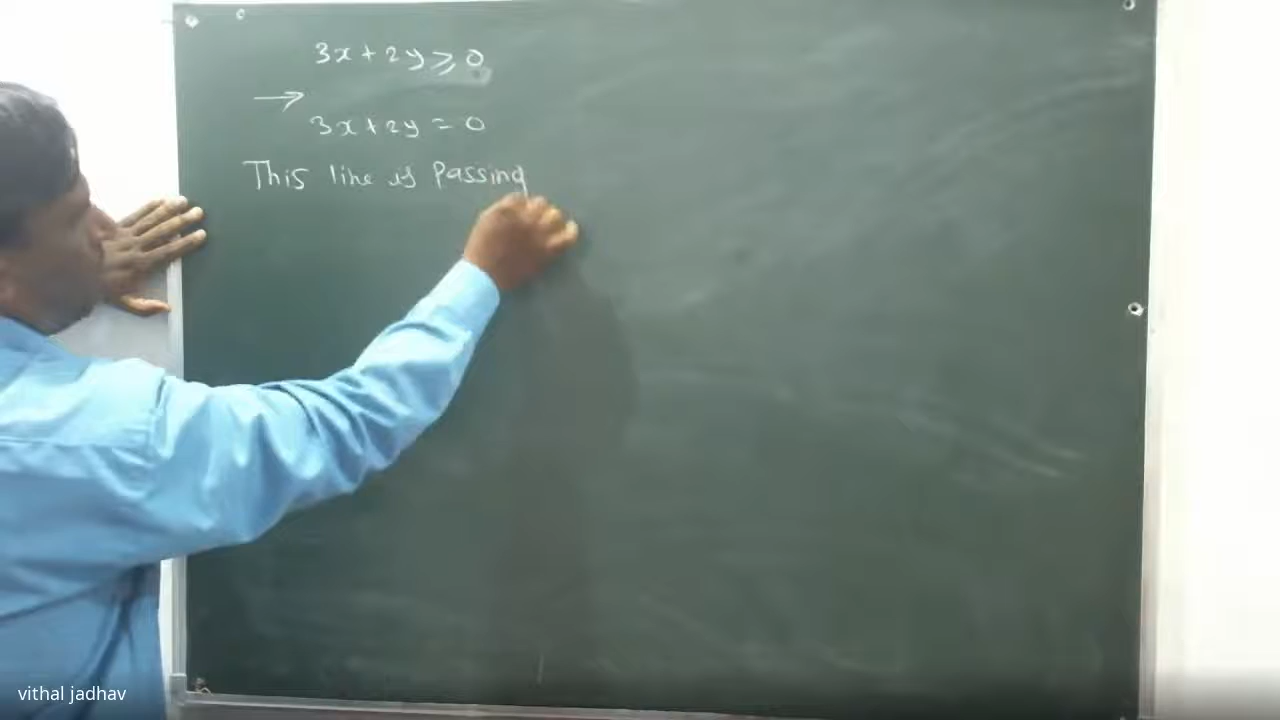 3x + 2y ⩾ 0
→
3x + 2y = 0
This line is Passing
vithal jadhav